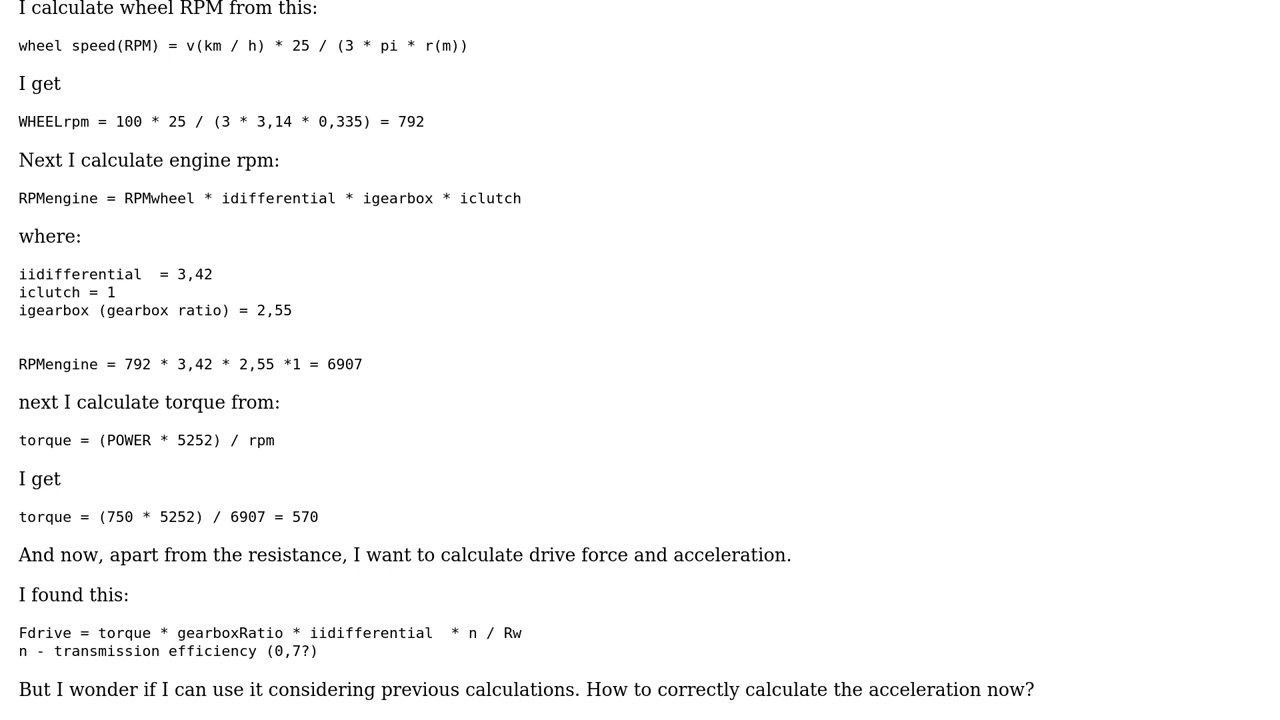 I calculate wheel RPM from this:
wheel speed(RPM) = v(km / h) * 25 / (3 * pi * r(m))
I get
WHEELrpm = 100 * 25 / (3 * 3,14 * 0,335) = 792
Next I calculate engine rpm:
RPMengine = RPMwheel * idifferential * igearbox * iclutch
where:
iidifferential  = 3,42
iclutch = 1
igearbox (gearbox ratio) = 2,55
RPMengine = 792 * 3,42 * 2,55 *1 = 6907
next I calculate torque from:
torque = (POWER * 5252) / rpm
I get
torque = (750 * 5252) / 6907 = 570
And now, apart from the resistance, I want to calculate drive force and acceleration.
I found this:
Fdrive = torque * gearboxRatio * iidifferential  * n / Rw
n - transmission efficiency (0,7?)
But I wonder if I can use it considering previous calculations. How to correctly calculate the acceleration now?